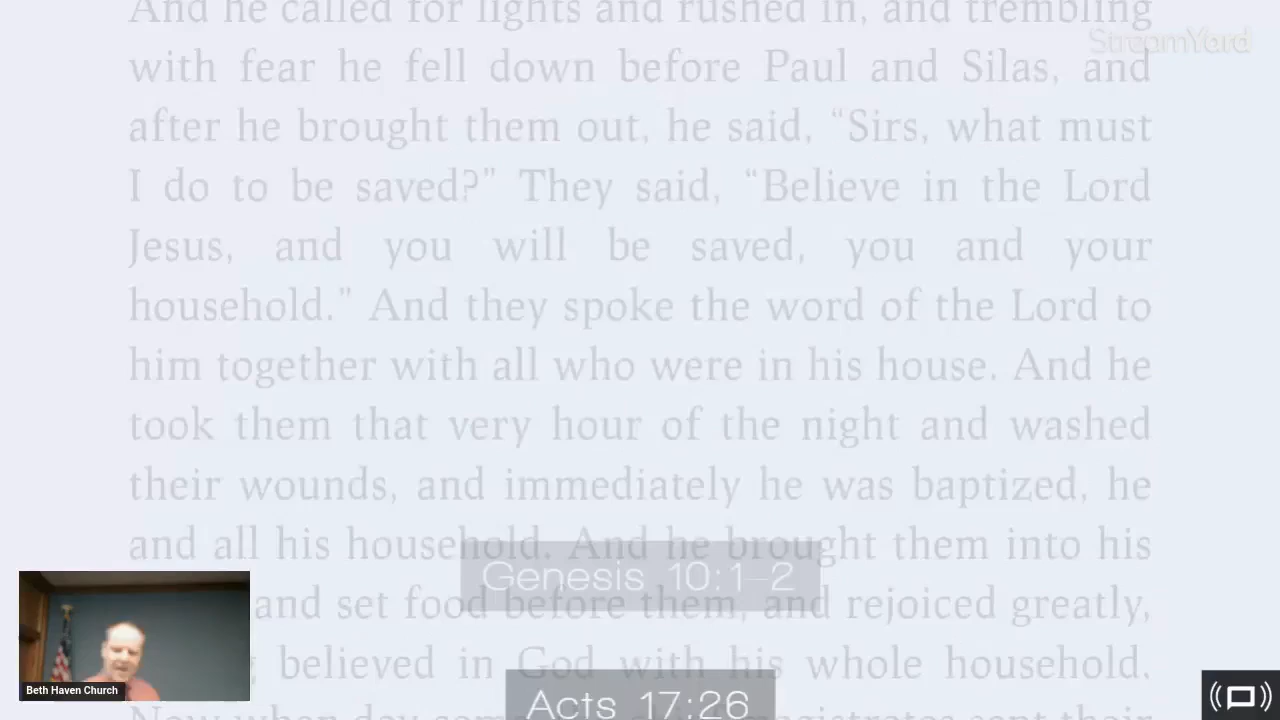 And he called for lights and rushed in, and trembling
StreamYard
with fear he fell down before Paul and Silas, and
after he brought them out, he said, “Sirs, what must
I do to be saved?” They said, “Believe in the Lord
Jesus, and you will be saved, you and your
household.” And they spoke the word of the Lord to
him together with all who were in his house. And he
took them that very hour of the night and washed
their wounds, and immediately he was baptized, he
and all his household. And he brought them into his
Genesis 10:1–2
and set food before them, and rejoiced greatly,
believed in God with his whole household.
Beth Haven Church
Acts 17:26
Now when day magistrates sent their